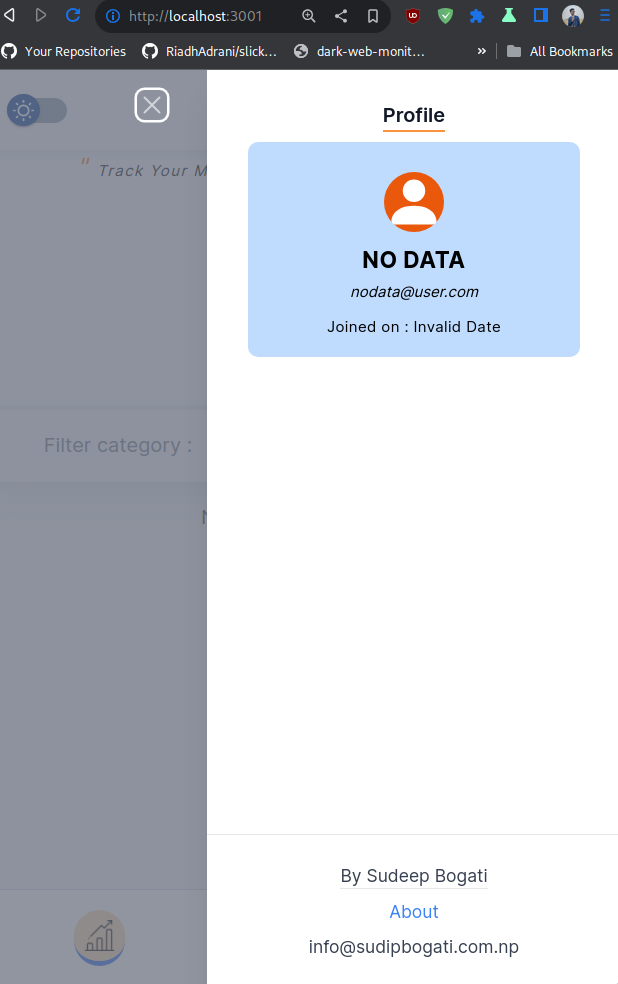 http://localhost:3001
Your Repositories
RiadhAdrani/slick...
dark-web-monit...
»
All Bookmarks
Profile
" Track Your M
NO DATA
nodata@user.com
Joined on : Invalid Date
Filter category :
N
By Sudeep Bogati
About
info@sudipbogati.com.np